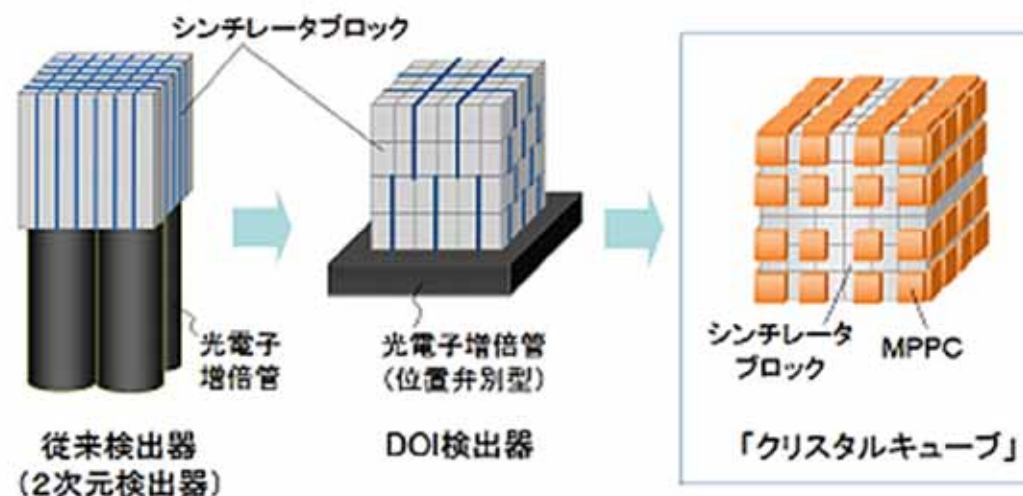 シンチレータブロック
光電子
増倍管
従来検出器
(2次元検出器)
光電子増倍管
(位置弁別型)
DOI検出器
シンチレータ
ブロック
MPPC
「クリスタルキューブ」